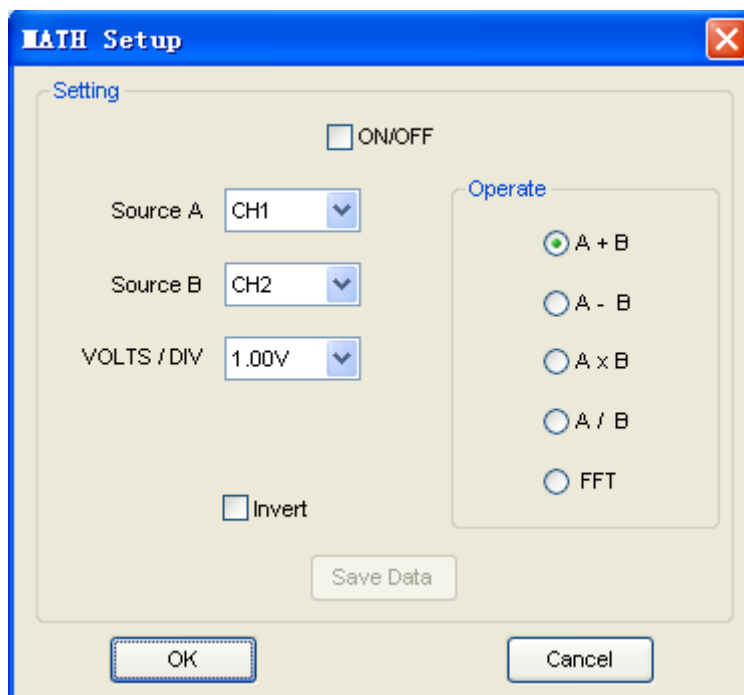 MATH Setup
Setting
ON/OFF
Source A CH1
Source B CH2
VOLTS / DIV 1.00V
Invert
Operate
A + B
A - B
A x B
A / B
FFT
Save Data
OK
Cancel